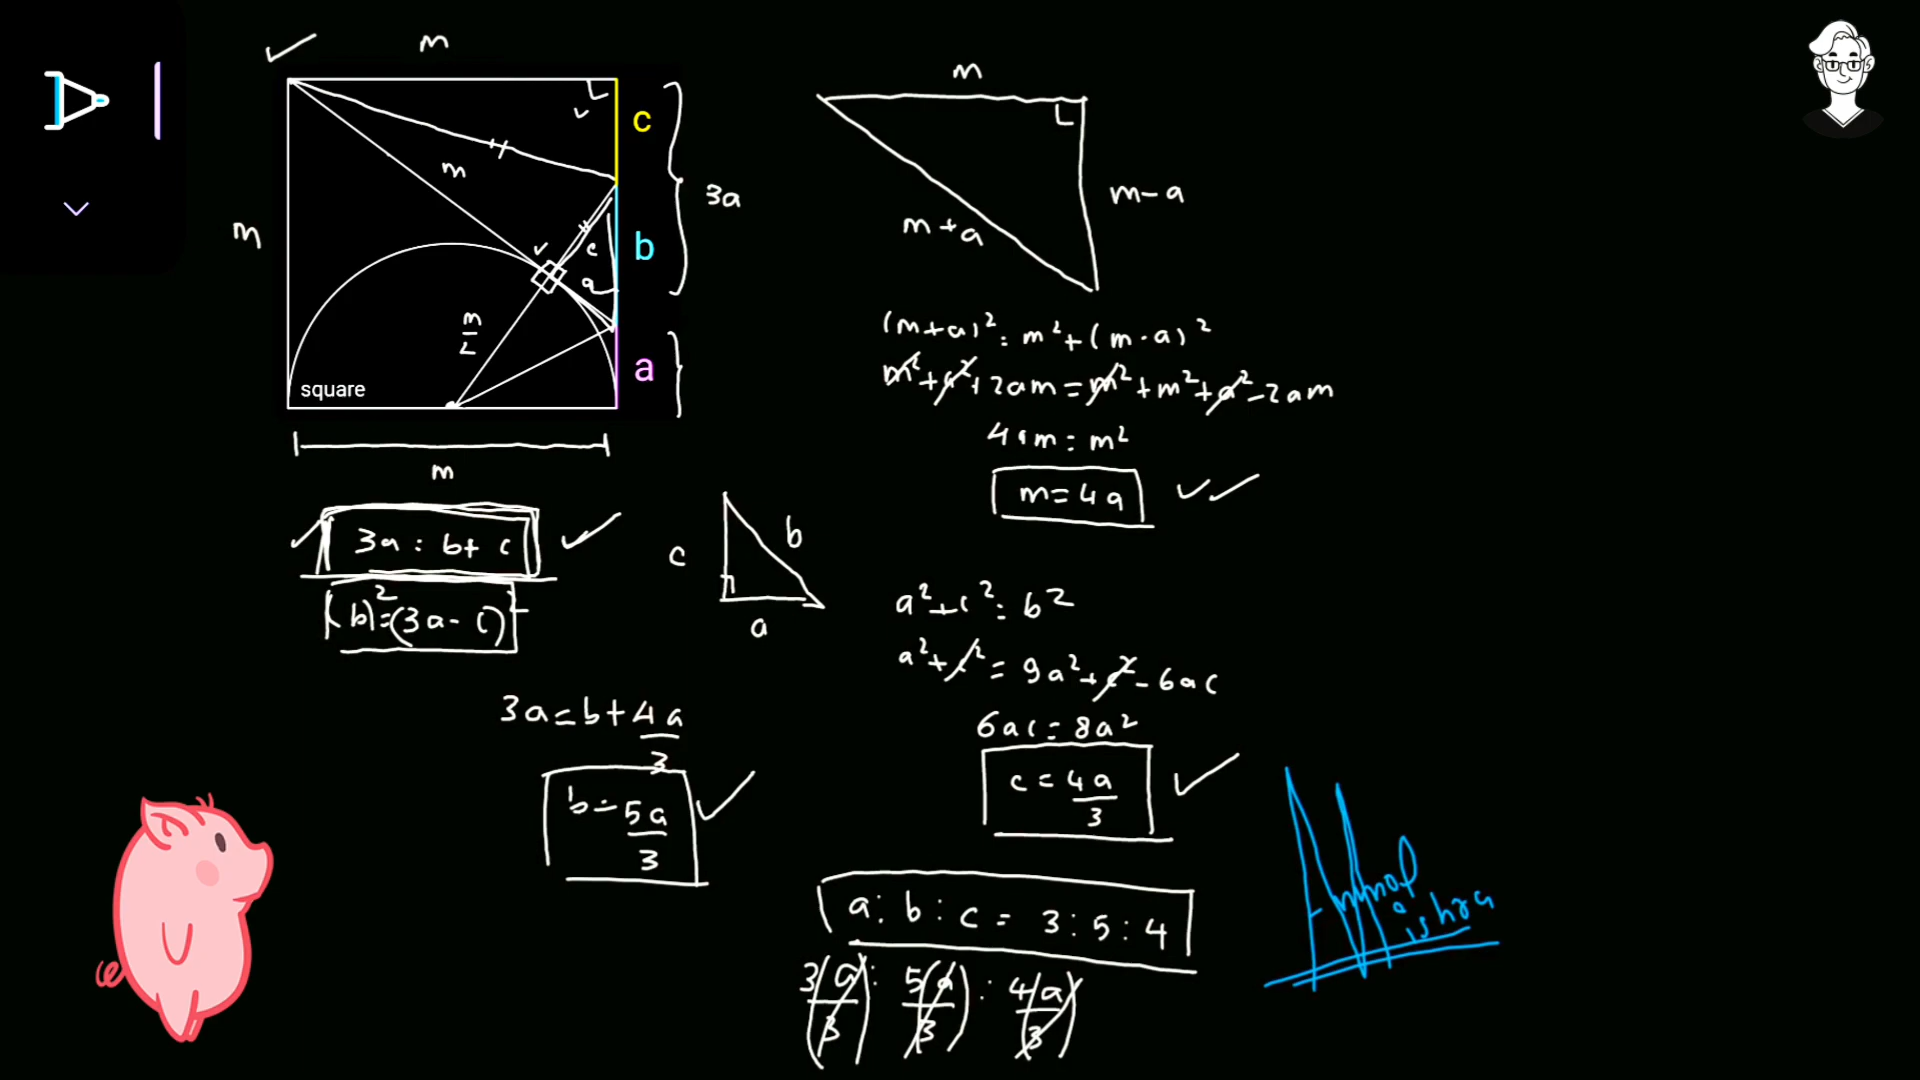 m
m
c
3a
b
a
m
m/2
c
a
square
m
3a = b + c
(b)² = (3a - c)²
3a = b + 4a/3
b = 5a/3
m
m - a
m + a
(m + a)² = m² + (m - a)²
m² + a² + 2am = m² + m² + a² - 2am
4am = m²
m = 4a
c
b
a
a² + c² = b²
a² + c² = 9a² + c² - 6ac
6ac = 8a²
c = 4a/3
a : b : c = 3 : 5 : 4
3(a/3) : 5(a/3) : 4(a/3)